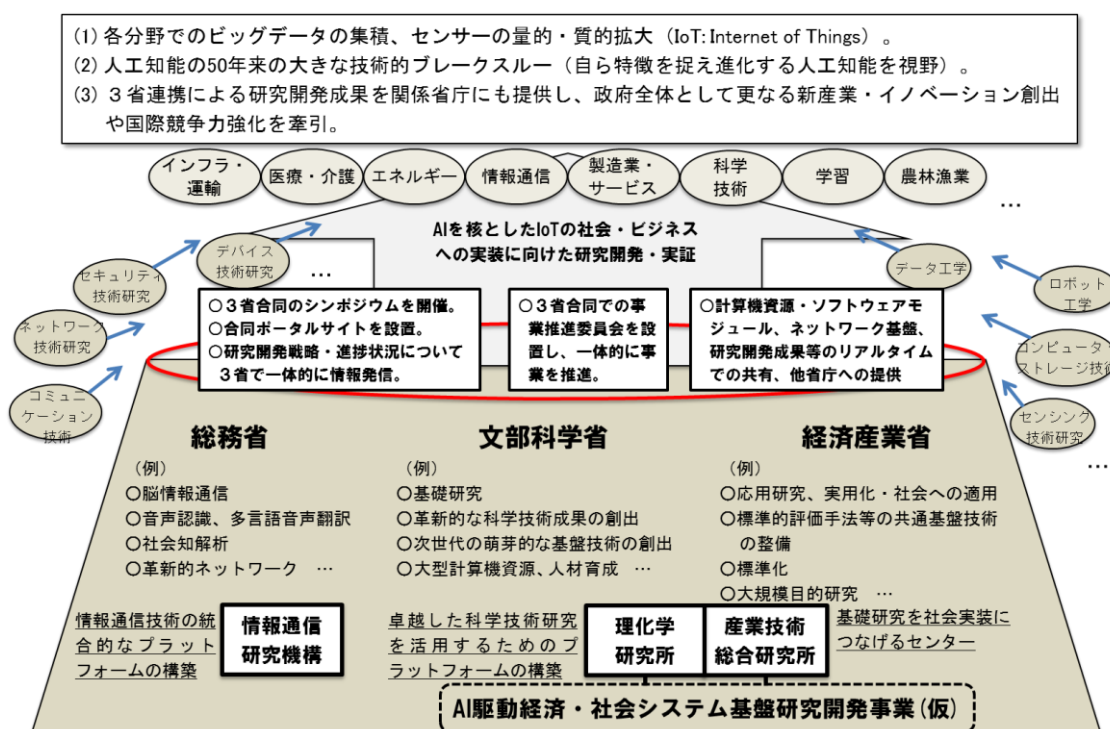 (1) 各分野でのビッグデータの集積、センサーの量的・質的拡大（IoT: Internet of Things）。
(2) 人工知能の50年来の大きな技術的ブレークスルー（自ら特徴を捉え進化する人工知能を視野）。
(3) ３省連携による研究開発成果を関係省庁にも提供し、政府全体として更なる新産業・イノベーション創出
や国際競争力強化を牽引。
インフラ・
運輸
医療・介護
エネルギー
情報通信
製造業・
サービス
科学
技術
学習
農林漁業
…
AIを核としたIoTの社会・ビジネス
への実装に向けた研究開発・実証
デバイス
技術研究
…
セキュリティ
技術研究
ネットワーク
技術研究
コミュニ
ケーション
技術
データ工学
ロボット
工学
コンピュータ・
ストレージ技術
センシング
技術研究
…
○３省合同のシンポジウムを開催。
○合同ポータルサイトを設置。
○研究開発戦略・進捗状況について
３省で一体的に情報発信。
○３省合同での事
業推進委員会を設
置し、一体的に事
業を推進。
○計算機資源・ソフトウェアモ
ジュール、ネットワーク基盤、
研究開発成果等のリアルタイム
での共有、他省庁への提供
総務省
（例）
○脳情報通信
○音声認識、多言語音声翻訳
○社会知解析
○革新的ネットワーク　…
情報通信技術の統
合的なプラット
フォームの構築
情報通信
研究機構
文部科学省
（例）
○基礎研究
○革新的な科学技術成果の創出
○次世代の萌芽的な基盤技術の創出
○大型計算機資源、人材育成　…
卓越した科学技術研究
を活用するためのプ
ラットフォームの構築
理化学
研究所
経済産業省
（例）
○応用研究、実用化・社会への適用
○標準的評価手法等の共通基盤技術
の整備
○標準化
○大規模目的研究　…
産業技術
総合研究所
基礎研究を社会実装に
つなげるセンター
AI駆動経済・社会システム基盤研究開発事業(仮)